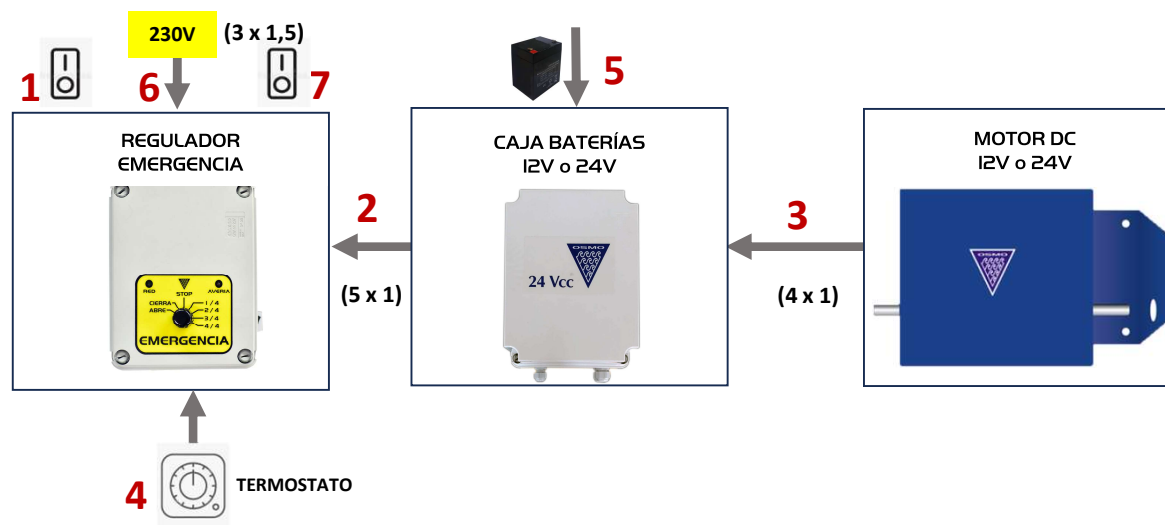 230V
(3 x 1,5)
1
6
7
5
REGULADOR
EMERGENCIA
RED
STOP
AVERIA
CIERRA
ABRE
1 / 4
2 / 4
3 / 4
4 / 4
EMERGENCIA
2
(5 x 1)
CAJA BATERÍAS
12V o 24V
OSMO
24 Vcc
3
(4 x 1)
MOTOR DC
12V o 24V
OSMO
4
TERMOSTATO